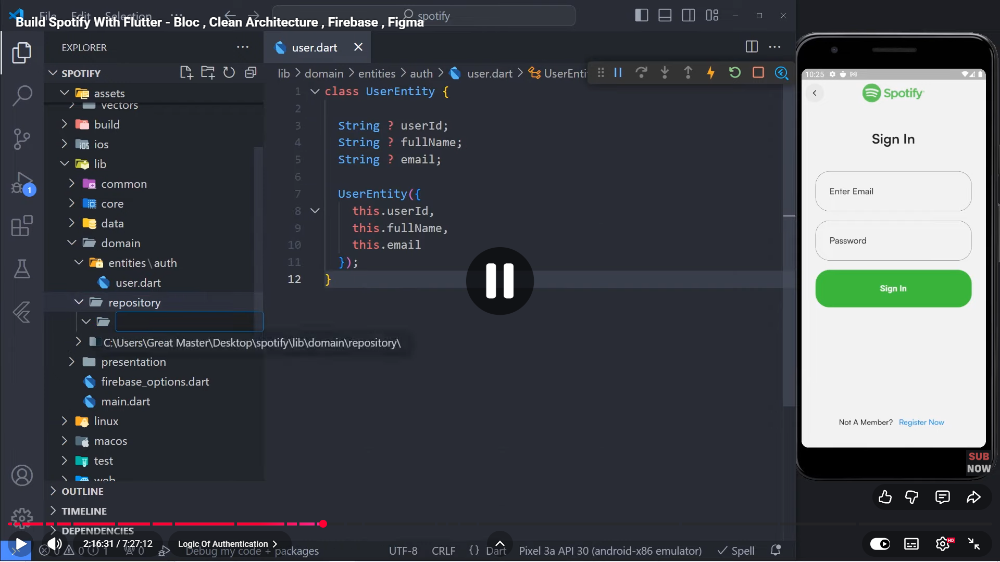 File Edit Selection ...
Build Spotify With Flutter - Bloc , Clean Architecture , Firebase , Figma
spotify
EXPLORER
user.dart
SPOTIFY
lib > domain > entities > auth > user.dart > UserEnti
assets
vectors
build
ios
lib
common
core
data
domain
entities\auth
user.dart
repository
C:\Users\Great Master\Desktop\spotify\lib\domain\repository\
presentation
firebase_options.dart
main.dart
linux
macos
test
web
OUTLINE
TIMELINE
DEPENDENCIES
1
1 class UserEntity {
2
3 String ? userId;
4 String ? fullName;
5 String ? email;
6
7 UserEntity({
8 this.userId,
9 this.fullName,
10 this.email
11 });
12 }
10:25
Spotify
Sign In
Enter Email
Password
Sign In
Not A Member? Register Now
SUB
NOW
2:16:31 / 7:27:12
Logic Of Authentication >
0 0 1 0 Debug my code + packages
UTF-8 CRLF {} Dart Pixel 3a API 30 (android-x86 emulator) Spell
HD